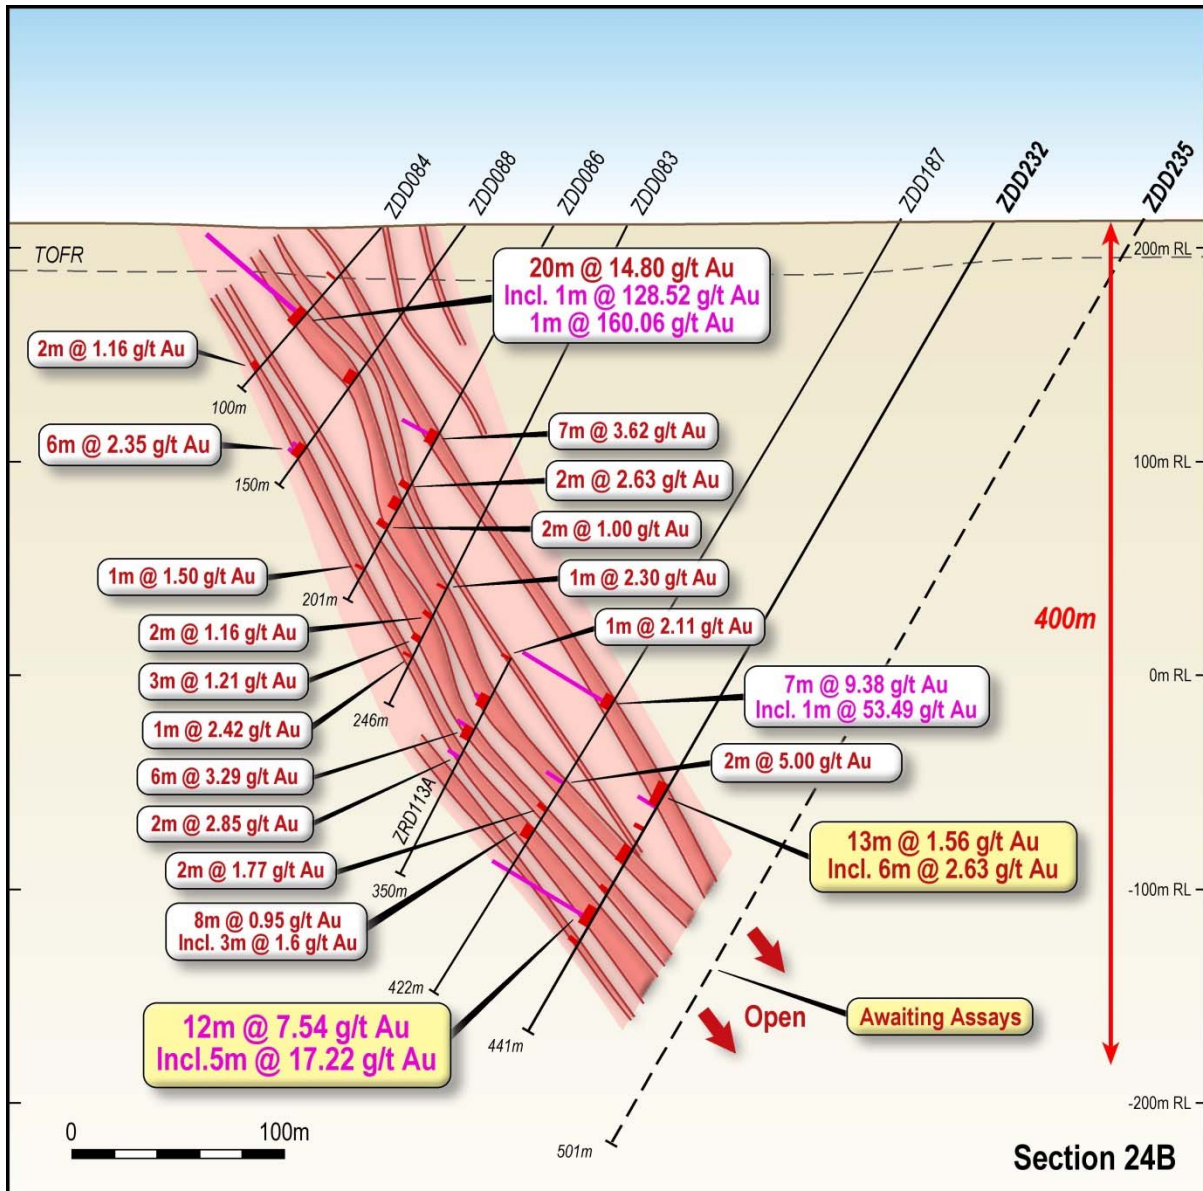 ZDD084
ZDD088
ZDD086
ZDD083
ZDD187
ZDD232
ZDD235
TOFR
200m RL
20m @ 14.80 g/t Au
Incl. 1m @ 128.52 g/t Au
1m @ 160.06 g/t Au
2m @ 1.16 g/t Au
100m
6m @ 2.35 g/t Au
150m
7m @ 3.62 g/t Au
100m RL
2m @ 2.63 g/t Au
2m @ 1.00 g/t Au
1m @ 1.50 g/t Au
201m
1m @ 2.30 g/t Au
2m @ 1.16 g/t Au
1m @ 2.11 g/t Au
400m
3m @ 1.21 g/t Au
0m RL
7m @ 9.38 g/t Au
Incl. 1m @ 53.49 g/t Au
1m @ 2.42 g/t Au
246m
6m @ 3.29 g/t Au
2m @ 5.00 g/t Au
2m @ 2.85 g/t Au
ZRD113A
13m @ 1.56 g/t Au
Incl. 6m @ 2.63 g/t Au
2m @ 1.77 g/t Au
350m
-100m RL
8m @ 0.95 g/t Au
Incl. 3m @ 1.6 g/t Au
422m
12m @ 7.54 g/t Au
Incl.5m @ 17.22 g/t Au
441m
Open
Awaiting Assays
-200m RL
0
100m
501m
Section 24B